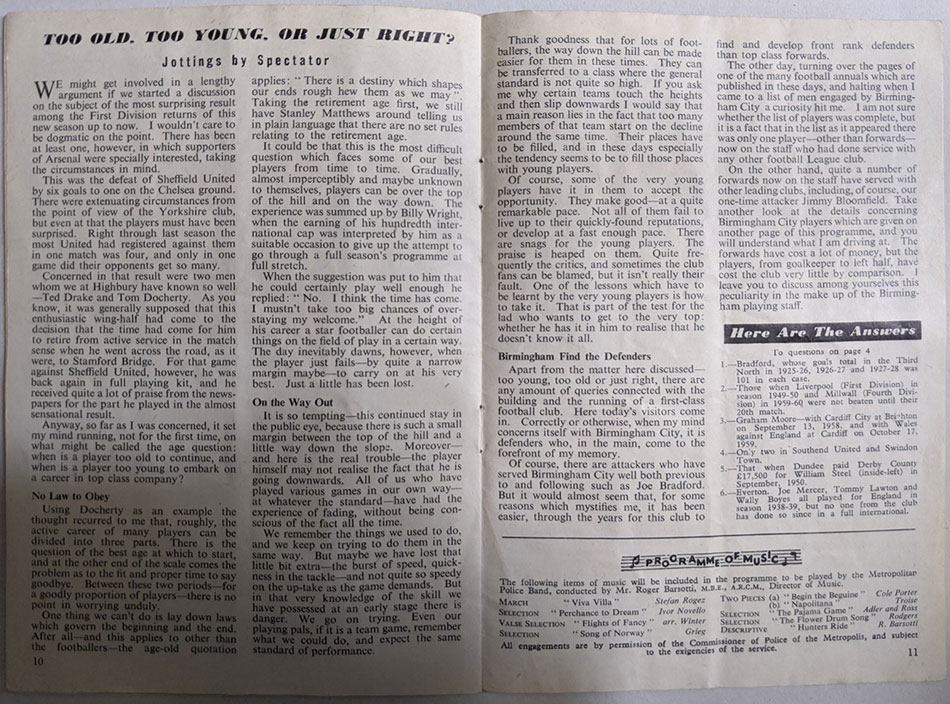 TOO OLD, TOO YOUNG, OR JUST RIGHT?
Jottings by Spectator
WE might get involved in a lengthy
argument if we started a discussion
on the subject of the most surprising result
among the First Division returns of this
new season up to now. I wouldn't care to
be dogmatic on the point. There has been
at least one, however, in which supporters
of Arsenal were specially interested, taking
the circumstances in mind.
This was the defeat of Sheffield United
by six goals to one on the Chelsea ground.
There were extenuating circumstances from
the point of view of the Yorkshire club,
but even at that the players must have been
surprised. Right through last season the
most United had registered against them
in one match was four, and only in one
game did their opponents get so many.
Concerned in that result were two men
whom we at Highbury have known so well
—Ted Drake and Tom Docherty. As you
know, it was generally supposed that this
enthusiastic wing-half had come to the
decision that the time had come for him
to retire from active service in the match
sense when he went across the road, as it
were, to Stamford Bridge. For that game
against Sheffield United, however, he was
back again in full playing kit, and he
received quite a lot of praise from the news-
papers for the part he played in the almost
sensational result.
Anyway, so far as I was concerned, it set
my mind running, not for the first time, on
what might be called the age question:
when is a player too old to continue, and
when is a player too young to embark on
a career in top class company?
No Law to Obey
Using Docherty as an example the
thought recurred to me that, roughly, the
active career of many players can be
divided into three parts. There is the
question of the best age at which to start,
and at the other end of the scale comes the
problem as to the fit and proper time to say
goodbye. Between these two periods—for
a goodly proportion of players—there is no
point in worrying unduly.
One thing we can't do is lay down laws
which govern the beginning and the end.
After all—and this applies to other than
the footballers—the age-old quotation
10
applies: "There is a destiny which shapes
our ends rough hew them as we may".
Taking the retirement age first, we still
have Stanley Matthews around telling us
in plain language that there are no set rules
relating to the retirement age.
It could be that this is the most difficult
question which faces some of our best
players from time to time. Gradually,
almost imperceptibly and maybe unknown
to themselves, players can be over the top
of the hill and on the way down. The
experience was summed up by Billy Wright,
when the earning of his hundredth inter-
national cap was interpreted by him as a
suitable occasion to give up the attempt to
go through a full season's programme at
full stretch.
When the suggestion was put to him that
he could certainly play well enough he
replied: "No. I think the time has come.
I mustn't take too big chances of over-
staying my welcome." At the height of
his career a star footballer can do certain
things on the field of play in a certain way.
The day inevitably dawns, however, when
the player just fails—by quite a narrow
margin maybe—to carry on at his very
best. Just a little has been lost.
On the Way Out
It is so tempting—this continued stay in
the public eye, because there is such a small
margin between the top of the hill and a
little way down the slope. Moreover—
and here is the real trouble—the player
himself may not realise the fact that he is
going downwards. All of us who have
played various games in our own way—
at whatever the standard—have had the
experience of fading, without being con-
scious of the fact all the time.
We remember the things we used to do,
and we keep on trying to do them in the
same way. But maybe we have lost that
little bit extra—the burst of speed, quick-
ness in the tackle—and not quite so speedy
on the up-take as the game demands. But
in that very knowledge of the skill we
have possessed at an early stage there is
danger. We go on trying. Even our
playing pals, if it is a team game, remember
what we could do, and expect the same
standard of performance.
Thank goodness that for lots of foot-
ballers, the way down the hill can be made
easier for them in these times. They can
be transferred to a class where the general
standard is not quite so high. If you ask
me why certain teams touch the heights
and then slip downwards I would say that
a main reason lies in the fact that too many
members of that team start on the decline
around the same time. Their places have
to be filled, and in these days especially
the tendency seems to be to fill those places
with young players.
Of course, some of the very young
players have it in them to accept the
opportunity. They make good—at a quite
remarkable pace. Not all of them fail to
live up to their quickly-found reputations,
or develop at a fast enough pace. There
are snags for the young players. The
praise is heaped on them. Quite fre-
quently the critics, and sometimes the club
fans can be blamed, but it isn't really their
fault. One of the lessons which have to
be learnt by the very young players is how
to take it. That is part of the test for the
lad who wants to get to the very top:
whether he has it in him to realise that he
doesn't know it all.
Birmingham Find the Defenders
Apart from the matter here discussed—
too young, too old or just right, there are
any amount of queries connected with the
building and the running of a first-class
football club. Here today's visitors come
in. Correctly or otherwise, when my mind
concerns itself with Birmingham City, it is
defenders who, in the main, come to the
forefront of my memory.
Of course, there are attackers who have
served Birmingham City well both previous
to and following such as Joe Bradford.
But it would almost seem that, for some
reasons which mystifies me, it has been
easier, through the years for this club to
find and develop front rank defenders
than top class forwards.
The other day, turning over the pages of
one of the many football annuals which are
published in these days, and halting when I
came to a list of men engaged by Birming-
ham City a curiosity hit me. I am not sure
whether the list of players was complete, but
it is a fact that in the list as it appeared there
was only one player—other than forwards—
now on the staff who had done service with
any other football League club.
On the other hand, quite a number of
forwards now on the staff have served with
other leading clubs, including, of course, our
one-time attacker Jimmy Bloomfield. Take
another look at the details concerning
Birmingham City players which are given on
another page of this programme, and you
will understand what I am driving at. The
forwards have cost a lot of money, but the
players, from goalkeeper to left half, have
cost the club very little by comparison. I
leave you to discuss among yourselves this
peculiarity in the make up of the Birming-
ham playing staff.
Here Are The Answers
To questions on page 4
1.—Bradford, whose goals total in the Third
North in 1925-26, 1926-27 and 1927-28 was
101 in each case.
2.—Those when Liverpool (First Division) in
season 1949-50 and Millwall (Fourth Divi-
sion) in 1959-60 were not beaten until their
20th match.
3.—Graham Moore—with Cardiff City at Brighton
on September 13, 1958, and with Wales
against England at Cardiff on October 17,
1959.
4.—Only two in Southend United and Swindon
Town.
5.—That when Dundee paid Derby County
£17,500 for William Steel (inside-left) in
September, 1950.
6.—Everton. Joe Mercer, Tommy Lawton and
Wally Boyes all played for England in
season 1938-39, but no one from the club
has done so since in a full international.
PROGRAMME OF MUSIC
The following items of music will be included in the programme to be played by the Metropolitan
Police Band, conducted by Mr. Roger Barsotti, M.B.E., A.R.C.M., Director of Music.
MARCH "Viva Villa" Stefan Rogez
SELECTION "Perchance to Dream" Ivor Novello
VALSE SELECTION "Flights of Fancy" arr. Winter
SELECTION "Song of Norway" Grieg
TWO PIECES (a) "Begin the Beguine" Cole Porter
(b) "Napolitana" Troise
SELECTION "The Pajama Game" Adler and Ross
SELECTION "The Flower Drum Song" Rodgers
DESCRIPTIVE "Hunters Ride" R. Barsotti
All engagements are by permission of the Commissioner of Police of the Metropolis, and subject
to the exigencies of the service.
11